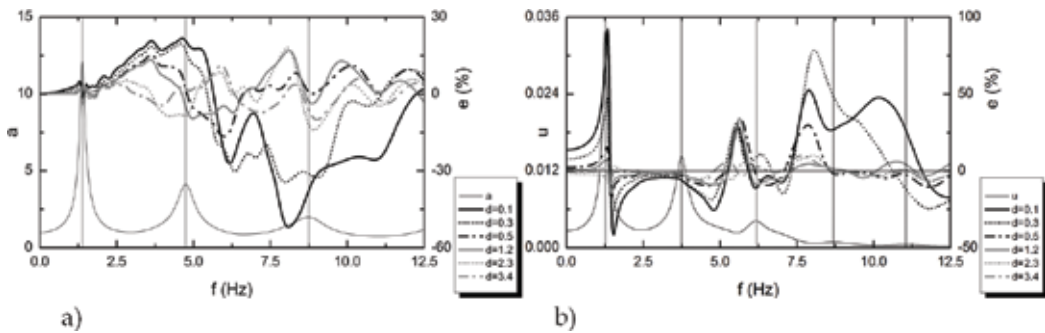 15
10
5
0
a
30
0
-30
-60
e (%)
0.0 2.5 5.0 7.5 10.0 12.5
f (Hz)
a
d=0.1
d=0.3
d=0.5
d=1.2
d=2.3
d=3.4
a)
0.036
0.024
0.012
0.000
u
100
50
0
-50
e (%)
0.0 2.5 5.0 7.5 10.0 12.5
f (Hz)
u
d=0.1
d=0.3
d=0.5
d=1.2
d=2.3
d=3.4
b)